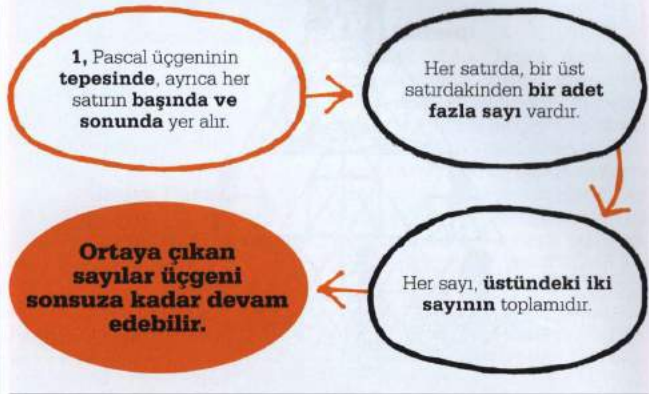 1, Pascal üçgeninin
tepesinde, ayrıca her
satırın başında ve
sonunda yer alır.
Her satırda, bir üst
satırdakinden bir adet
fazla sayı vardır.
Her sayı, üstündeki iki
sayının toplamıdır.
Ortaya çıkan
sayılar üçgeni
sonsuza kadar devam
edebilir.